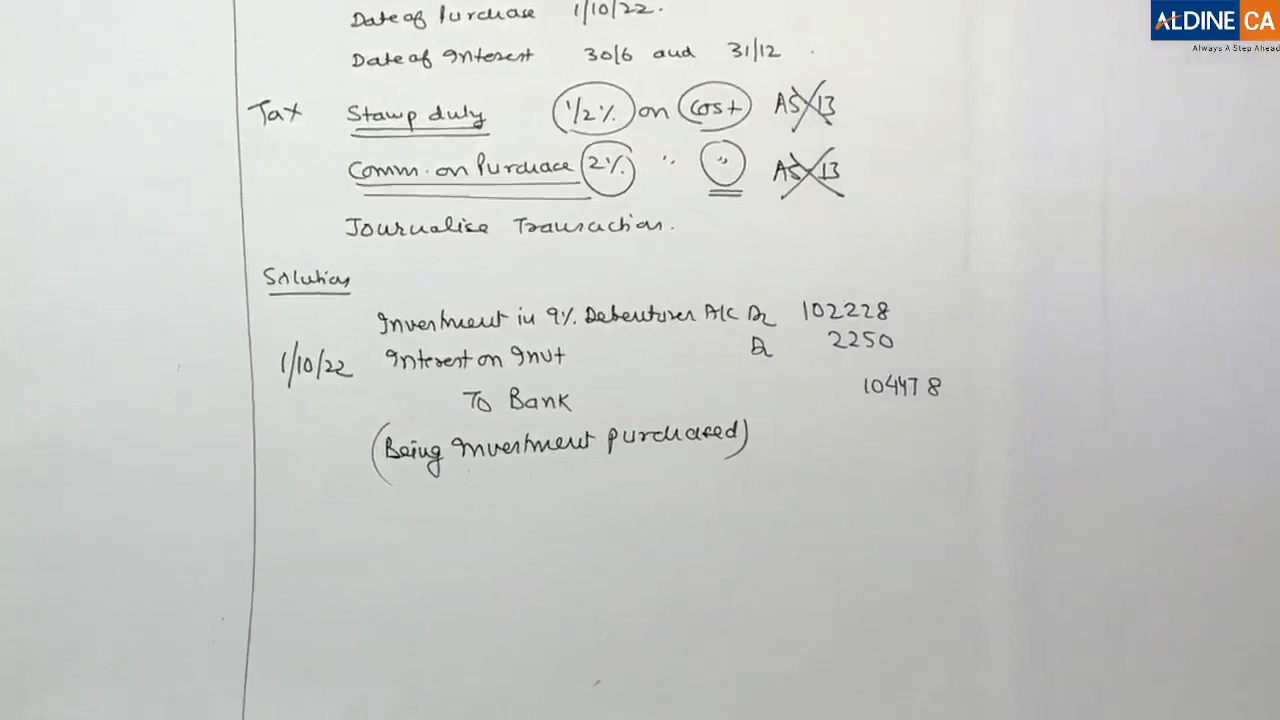 ALDINE CA
Always A Step Ahead
Date of Purchase 1/10/22.
Date of Interest 30/6 and 31/12 .
Tax Stamp duty 1/2% on Cost AS 13
Comm. on Purchase 2% " " AS 13
Journalise Transaction.
Solution
Investment in 9% Debentures A/c Dr 102228
1/10/22 Interest on Invt Dr 2250
To Bank 104478
(Being Investment purchased)